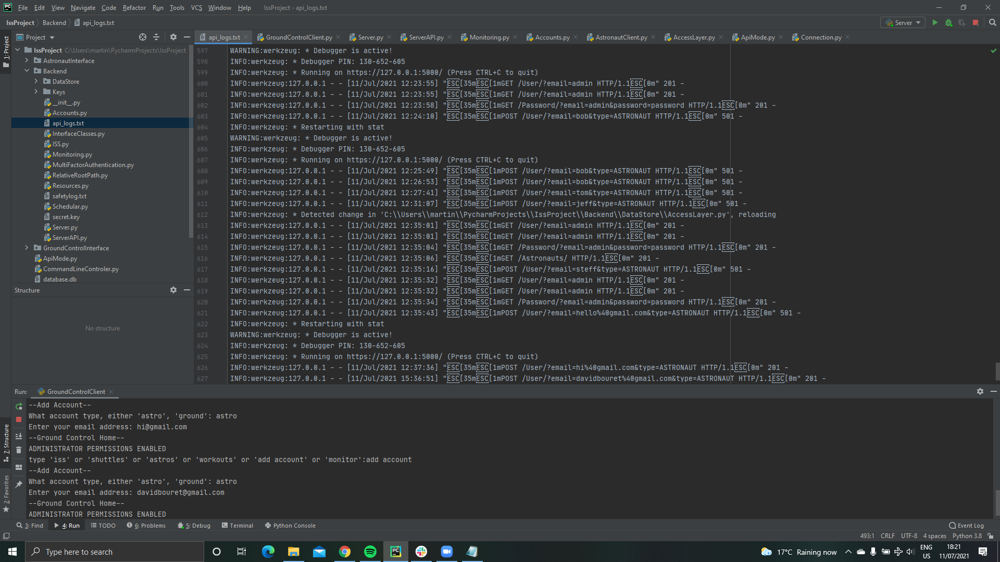 File Edit View Navigate Code Refactor Run Tools VCS Window Help IssProject - api_logs.txt
IssProject Backend api_logs.txt Server
Project
api_logs.txt GroundControlClient.py Server.py ServerAPI.py Monitoring.py Accounts.py AstronautClient.py AccessLayer.py ApiMode.py Connection.py
1: Project
IssProject C:\Users\martin\PycharmProjects\IssProject
AstronautInterface
Backend
DataStore
Keys
__init__.py
Accounts.py
api_logs.txt
InterfaceClasses.py
ISS.py
Monitoring.py
MultiFactorAuthentication.py
RelativeRootPath.py
Resources.py
safetylog.txt
Schedular.py
secret.key
Server.py
ServerAPI.py
GroundControlInterface
ApiMode.py
CommandLineControler.py
database.db
Structure
No structure
597 WARNING:werkzeug: * Debugger is active!
598 INFO:werkzeug: * Debugger PIN: 130-652-605
599 INFO:werkzeug: * Running on https://127.0.0.1:5000/ (Press CTRL+C to quit)
600 INFO:werkzeug:127.0.0.1 - - [11/Jul/2021 12:23:55] "ESC[35mESC[1mGET /User/?email=admin HTTP/1.1ESC[0m" 201 -
601 INFO:werkzeug:127.0.0.1 - - [11/Jul/2021 12:23:55] "ESC[35mESC[1mGET /User/?email=admin HTTP/1.1ESC[0m" 201 -
602 INFO:werkzeug:127.0.0.1 - - [11/Jul/2021 12:23:58] "ESC[35mESC[1mGET /Password/?email=admin&password=password HTTP/1.1ESC[0m" 201 -
603 INFO:werkzeug:127.0.0.1 - - [11/Jul/2021 12:24:10] "ESC[35mESC[1mPOST /User/?email=bob&type=ASTRONAUT HTTP/1.1ESC[0m" 501 -
604 INFO:werkzeug: * Restarting with stat
605 WARNING:werkzeug: * Debugger is active!
606 INFO:werkzeug: * Debugger PIN: 130-652-605
607 INFO:werkzeug: * Running on https://127.0.0.1:5000/ (Press CTRL+C to quit)
608 INFO:werkzeug:127.0.0.1 - - [11/Jul/2021 12:25:49] "ESC[35mESC[1mPOST /User/?email=bob&type=ASTRONAUT HTTP/1.1ESC[0m" 501 -
609 INFO:werkzeug:127.0.0.1 - - [11/Jul/2021 12:26:53] "ESC[35mESC[1mPOST /User/?email=bob&type=ASTRONAUT HTTP/1.1ESC[0m" 501 -
610 INFO:werkzeug:127.0.0.1 - - [11/Jul/2021 12:27:41] "ESC[35mESC[1mPOST /User/?email=tom&type=ASTRONAUT HTTP/1.1ESC[0m" 501 -
611 INFO:werkzeug:127.0.0.1 - - [11/Jul/2021 12:31:07] "ESC[35mESC[1mPOST /User/?email=jeff&type=ASTRONAUT HTTP/1.1ESC[0m" 501 -
612 INFO:werkzeug: * Detected change in 'C:\\Users\\martin\\PycharmProjects\\IssProject\\Backend\\DataStore\\AccessLayer.py', reloading
613 INFO:werkzeug:127.0.0.1 - - [11/Jul/2021 12:35:01] "ESC[35mESC[1mGET /User/?email=admin HTTP/1.1ESC[0m" 201 -
614 INFO:werkzeug:127.0.0.1 - - [11/Jul/2021 12:35:01] "ESC[35mESC[1mGET /User/?email=admin HTTP/1.1ESC[0m" 201 -
615 INFO:werkzeug:127.0.0.1 - - [11/Jul/2021 12:35:04] "ESC[35mESC[1mGET /Password/?email=admin&password=password HTTP/1.1ESC[0m" 201 -
616 INFO:werkzeug:127.0.0.1 - - [11/Jul/2021 12:35:06] "ESC[35mESC[1mGET /Astronauts/ HTTP/1.1ESC[0m" 201 -
617 INFO:werkzeug:127.0.0.1 - - [11/Jul/2021 12:35:16] "ESC[35mESC[1mPOST /User/?email=steff&type=ASTRONAUT HTTP/1.1ESC[0m" 501 -
618 INFO:werkzeug:127.0.0.1 - - [11/Jul/2021 12:35:32] "ESC[35mESC[1mGET /User/?email=admin HTTP/1.1ESC[0m" 201 -
619 INFO:werkzeug:127.0.0.1 - - [11/Jul/2021 12:35:32] "ESC[35mESC[1mGET /User/?email=admin HTTP/1.1ESC[0m" 201 -
620 INFO:werkzeug:127.0.0.1 - - [11/Jul/2021 12:35:34] "ESC[35mESC[1mGET /Password/?email=admin&password=password HTTP/1.1ESC[0m" 201 -
621 INFO:werkzeug:127.0.0.1 - - [11/Jul/2021 12:35:43] "ESC[35mESC[1mPOST /User/?email=hello%40gmail.com&type=ASTRONAUT HTTP/1.1ESC[0m" 501 -
622 INFO:werkzeug: * Restarting with stat
623 WARNING:werkzeug: * Debugger is active!
624 INFO:werkzeug: * Debugger PIN: 130-652-605
625 INFO:werkzeug: * Running on https://127.0.0.1:5000/ (Press CTRL+C to quit)
626 INFO:werkzeug:127.0.0.1 - - [11/Jul/2021 12:37:36] "ESC[35mESC[1mPOST /User/?email=hi%40gmail.com&type=ASTRONAUT HTTP/1.1ESC[0m" 201 -
627 INFO:werkzeug:127.0.0.1 - - [11/Jul/2021 15:36:51] "ESC[35mESC[1mPOST /User/?email=davidbouret%40gmail.com&type=ASTRONAUT HTTP/1.1ESC[0m" 201 -
Run: GroundControlClient
--Add Account--
What account type, either 'astro', 'ground': astro
Enter your email address: hi@gmail.com
--Ground Control Home--
ADMINISTRATOR PERMISSIONS ENABLED
type 'iss' or 'shuttles' or 'astros' or 'workouts' or 'add account' or 'monitor':add account
--Add Account--
What account type, either 'astro', 'ground': astro
Enter your email address: davidbouret@gmail.com
--Ground Control Home--
ADMINISTRATOR PERMISSIONS ENABLED
7: Structure
2: Favorites
3: Find 4: Run TODO 6: Problems 5: Debug Terminal Python Console Event Log
493:1 CRLF UTF-8 4 spaces Python 3.8
Type here to search
17°C Raining now
ENG
US
18:21
11/07/2021